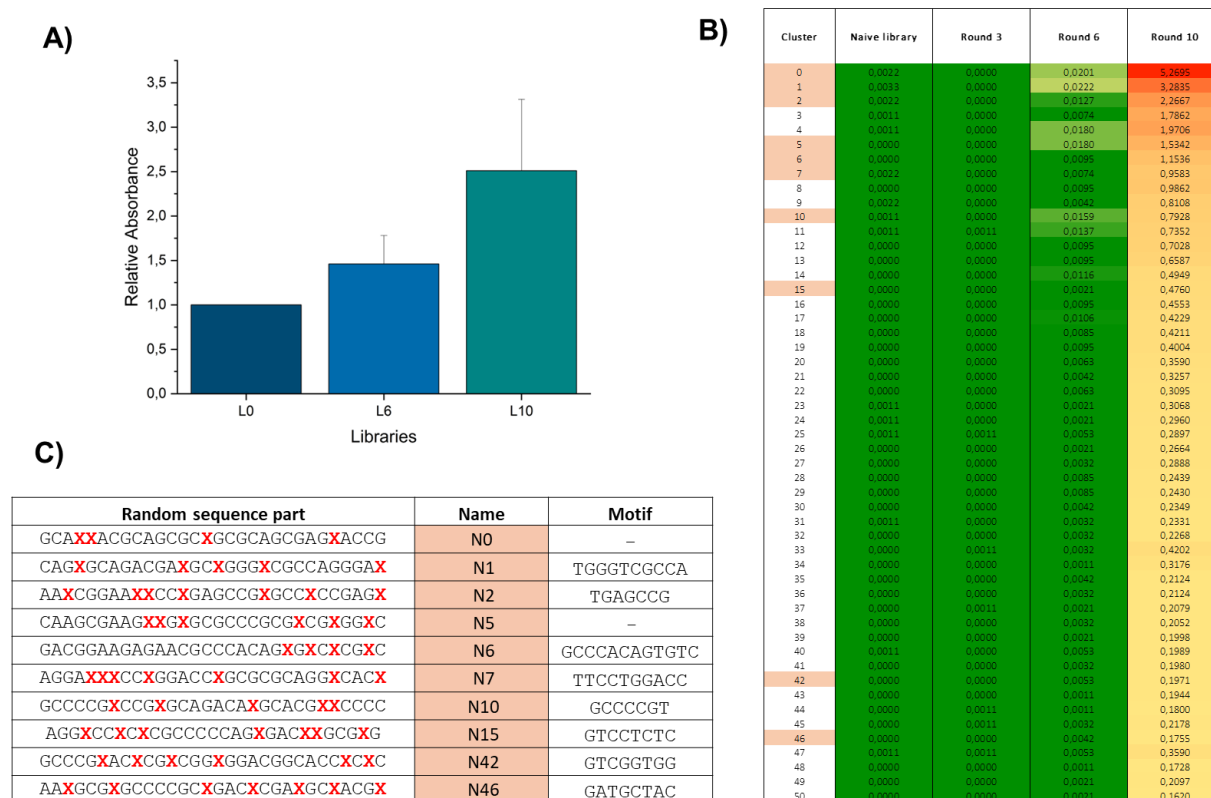 A)
3,5
3,0
2,5
2,0
1,5
1,0
0,5
0,0
Relative Absorbance
L0 L6 L10
Libraries
B)
Cluster Naive library Round 3 Round 6 Round 10
0 0,0022 0,0000 0,0201 5,2695
1 0,0033 0,0000 0,0222 3,2835
2 0,0022 0,0000 0,0127 2,2667
3 0,0011 0,0000 0,0074 1,7862
4 0,0011 0,0000 0,0180 1,9706
5 0,0000 0,0000 0,0180 1,5342
6 0,0000 0,0000 0,0095 1,1536
7 0,0022 0,0000 0,0074 0,9583
8 0,0000 0,0000 0,0095 0,9862
9 0,0022 0,0000 0,0042 0,8108
10 0,0011 0,0000 0,0159 0,7928
11 0,0011 0,0011 0,0137 0,7352
12 0,0000 0,0000 0,0095 0,7028
13 0,0000 0,0000 0,0095 0,6587
14 0,0000 0,0000 0,0116 0,4949
15 0,0000 0,0000 0,0021 0,4760
16 0,0000 0,0000 0,0095 0,4553
17 0,0000 0,0000 0,0106 0,4229
18 0,0000 0,0000 0,0085 0,4211
19 0,0000 0,0000 0,0095 0,4004
20 0,0000 0,0000 0,0063 0,3590
21 0,0000 0,0000 0,0042 0,3257
22 0,0000 0,0000 0,0063 0,3095
23 0,0011 0,0000 0,0021 0,3068
24 0,0011 0,0000 0,0021 0,2960
25 0,0011 0,0011 0,0053 0,2897
26 0,0000 0,0000 0,0021 0,2664
27 0,0000 0,0000 0,0032 0,2888
28 0,0000 0,0000 0,0085 0,2439
29 0,0000 0,0000 0,0085 0,2430
30 0,0000 0,0000 0,0042 0,2349
31 0,0011 0,0000 0,0032 0,2331
32 0,0000 0,0000 0,0032 0,2268
33 0,0000 0,0011 0,0032 0,4202
34 0,0011 0,0000 0,0011 0,3176
35 0,0000 0,0000 0,0042 0,2124
36 0,0000 0,0000 0,0032 0,2124
37 0,0000 0,0011 0,0021 0,2079
38 0,0000 0,0000 0,0032 0,2052
39 0,0000 0,0000 0,0021 0,1998
40 0,0011 0,0000 0,0053 0,1989
41 0,0000 0,0000 0,0032 0,1980
42 0,0000 0,0000 0,0053 0,1971
43 0,0000 0,0000 0,0011 0,1944
44 0,0000 0,0011 0,0011 0,1800
45 0,0000 0,0011 0,0032 0,2178
46 0,0000 0,0000 0,0042 0,1755
47 0,0011 0,0011 0,0053 0,3590
48 0,0000 0,0000 0,0011 0,1728
49 0,0000 0,0000 0,0021 0,2097
50 0,0000 0,0000 0,0021 0,1620
C)
Random sequence part Name Motif
GCAXXACGCAGCGCXGCGCAGCGAGXACCG N0 –
CAGXGCAGACGAXGCXGGGXCGCCAGGGAX N1 TGGGTCGCCA
AAXCGGAAXXCCXGAGCCGXGCCXCCGAGX N2 TGAGCCG
CAAGCGAAGXXGXGCGCCCGCGXCGXGGXC N5 –
GACGGAAGAGAACGCCCACAGXGXCXCGXC N6 GCCCACAGTGTC
AGGAXXXCCXGGACCXGCGCGCAGGXCACX N7 TTCCTGGACC
GCCCCGXCCGXGCAGACAXGCACGXXCCCC N10 GCCCCGT
AGGXCCXCXCGCCCCCAGXGACXXGCGXG N15 GTCCTCTC
GCCCGXACXCGXCGGXGGACGGCACCXCXC N42 GTCGGTGG
AAXGCGXGCCCCGCXGACXCGAXGCXACGX N46 GATGCTAC